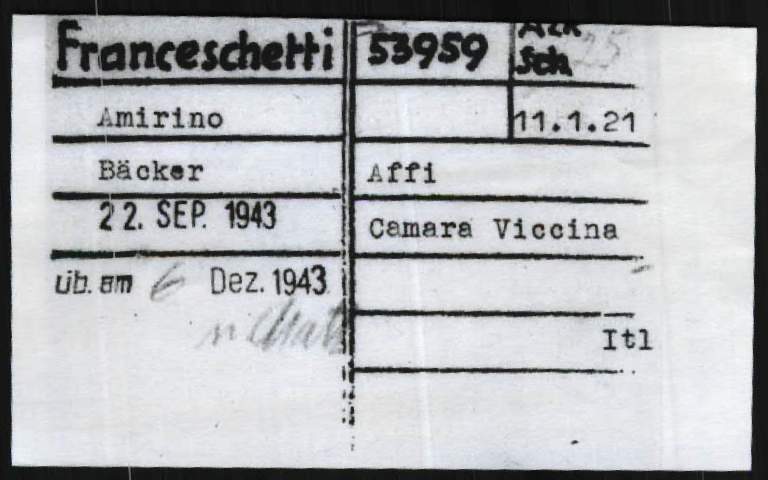 Franceschetti 53959 Sch 25
Amirino 11.1.21
Bäcker Affi
22. SEP. 1943 Camara Viccina
üb. am 6 Dez. 1943
Itl